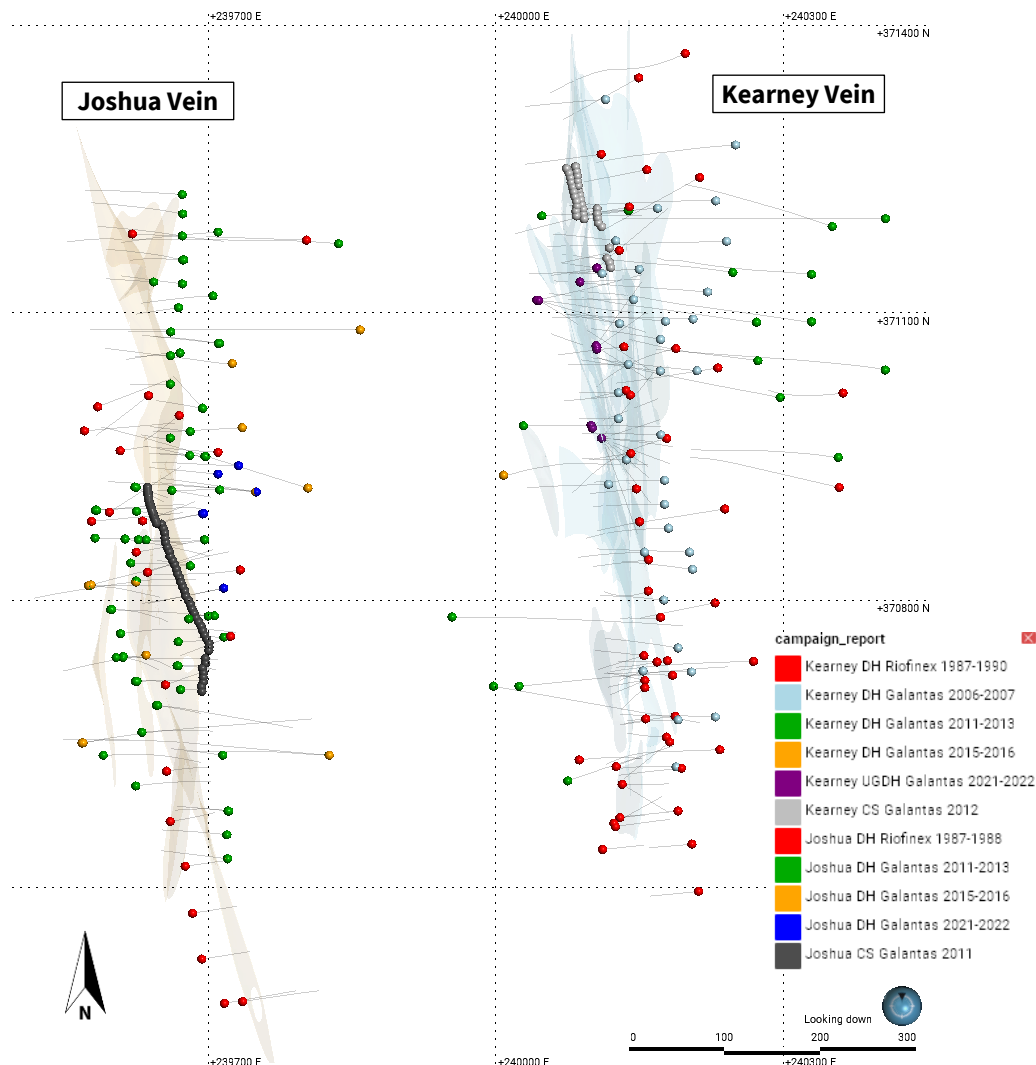 +239700 E
+240000 E
+240300 E
+371400 N
Joshua Vein
Kearney Vein
+371100 N
+370800 N
campaign_report
Kearney DH Riofinex 1987-1990
Kearney DH Galantas 2006-2007
Kearney DH Galantas 2011-2013
Kearney DH Galantas 2015-2016
Kearney UGDH Galantas 2021-2022
Kearney CS Galantas 2012
Joshua DH Riofinex 1987-1988
Joshua DH Galantas 2011-2013
Joshua DH Galantas 2015-2016
Joshua DH Galantas 2021-2022
Joshua CS Galantas 2011
N
Looking down
0 100 200 300
+239700 E
+240000 E
+240300 E